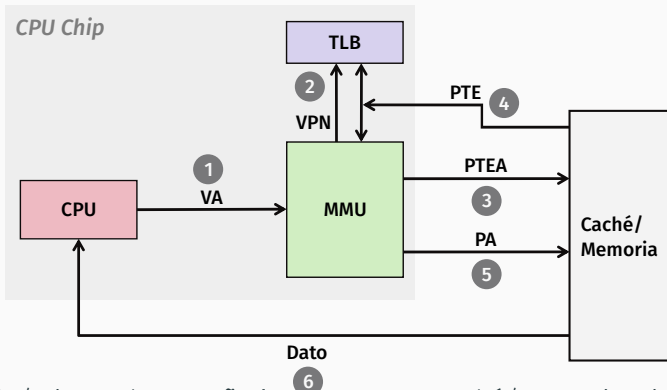 CPU Chip
TLB
2
VPN
PTE
4
1
VA
CPU
MMU
PTEA
3
PA
5
Caché/
Memoria
Dato
6